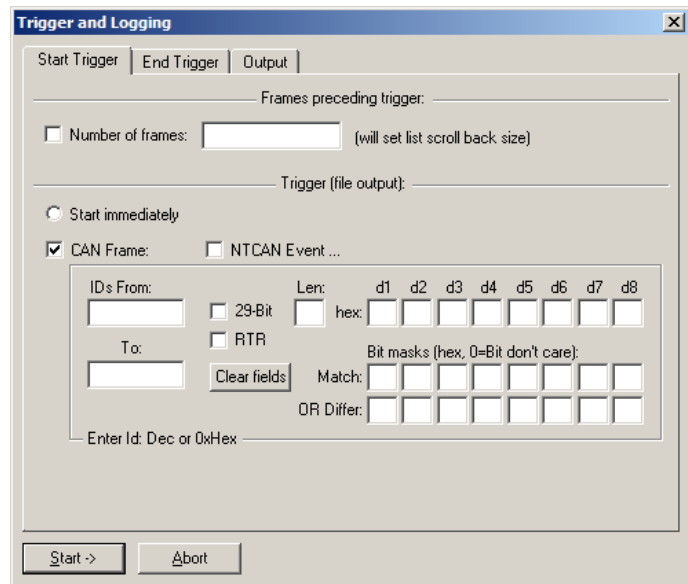 Trigger and Logging
Start Trigger End Trigger Output
Frames preceding trigger:
Number of frames: (will set list scroll back size)
Trigger (file output):
Start immediately
CAN Frame: NTCAN Event ...
IDs From: Len: d1 d2 d3 d4 d5 d6 d7 d8
29-Bit hex:
RTR
To: Bit masks (hex, 0=Bit don't care):
Clear fields Match:
OR Differ:
Enter Id: Dec or 0xHex
Start -> Abort